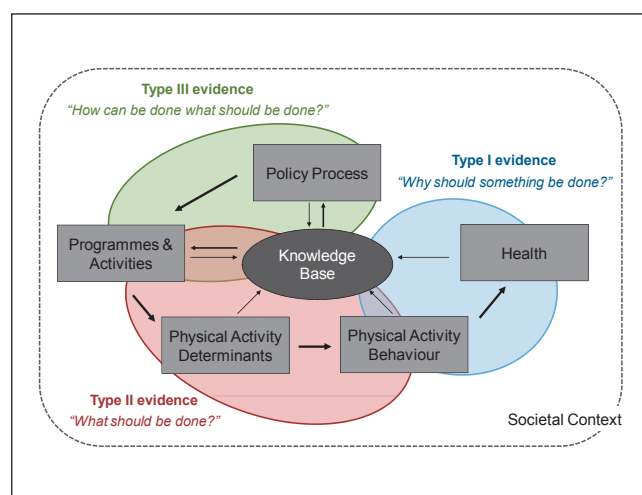 Type III evidence
“How can be done what should be done?”
Type I evidence
“Why should something be done?”
Policy Process
Programmes &
Activities
Knowledge
Base
Health
Physical Activity
Determinants
Physical Activity
Behaviour
Type II evidence
“What should be done?”
Societal Context